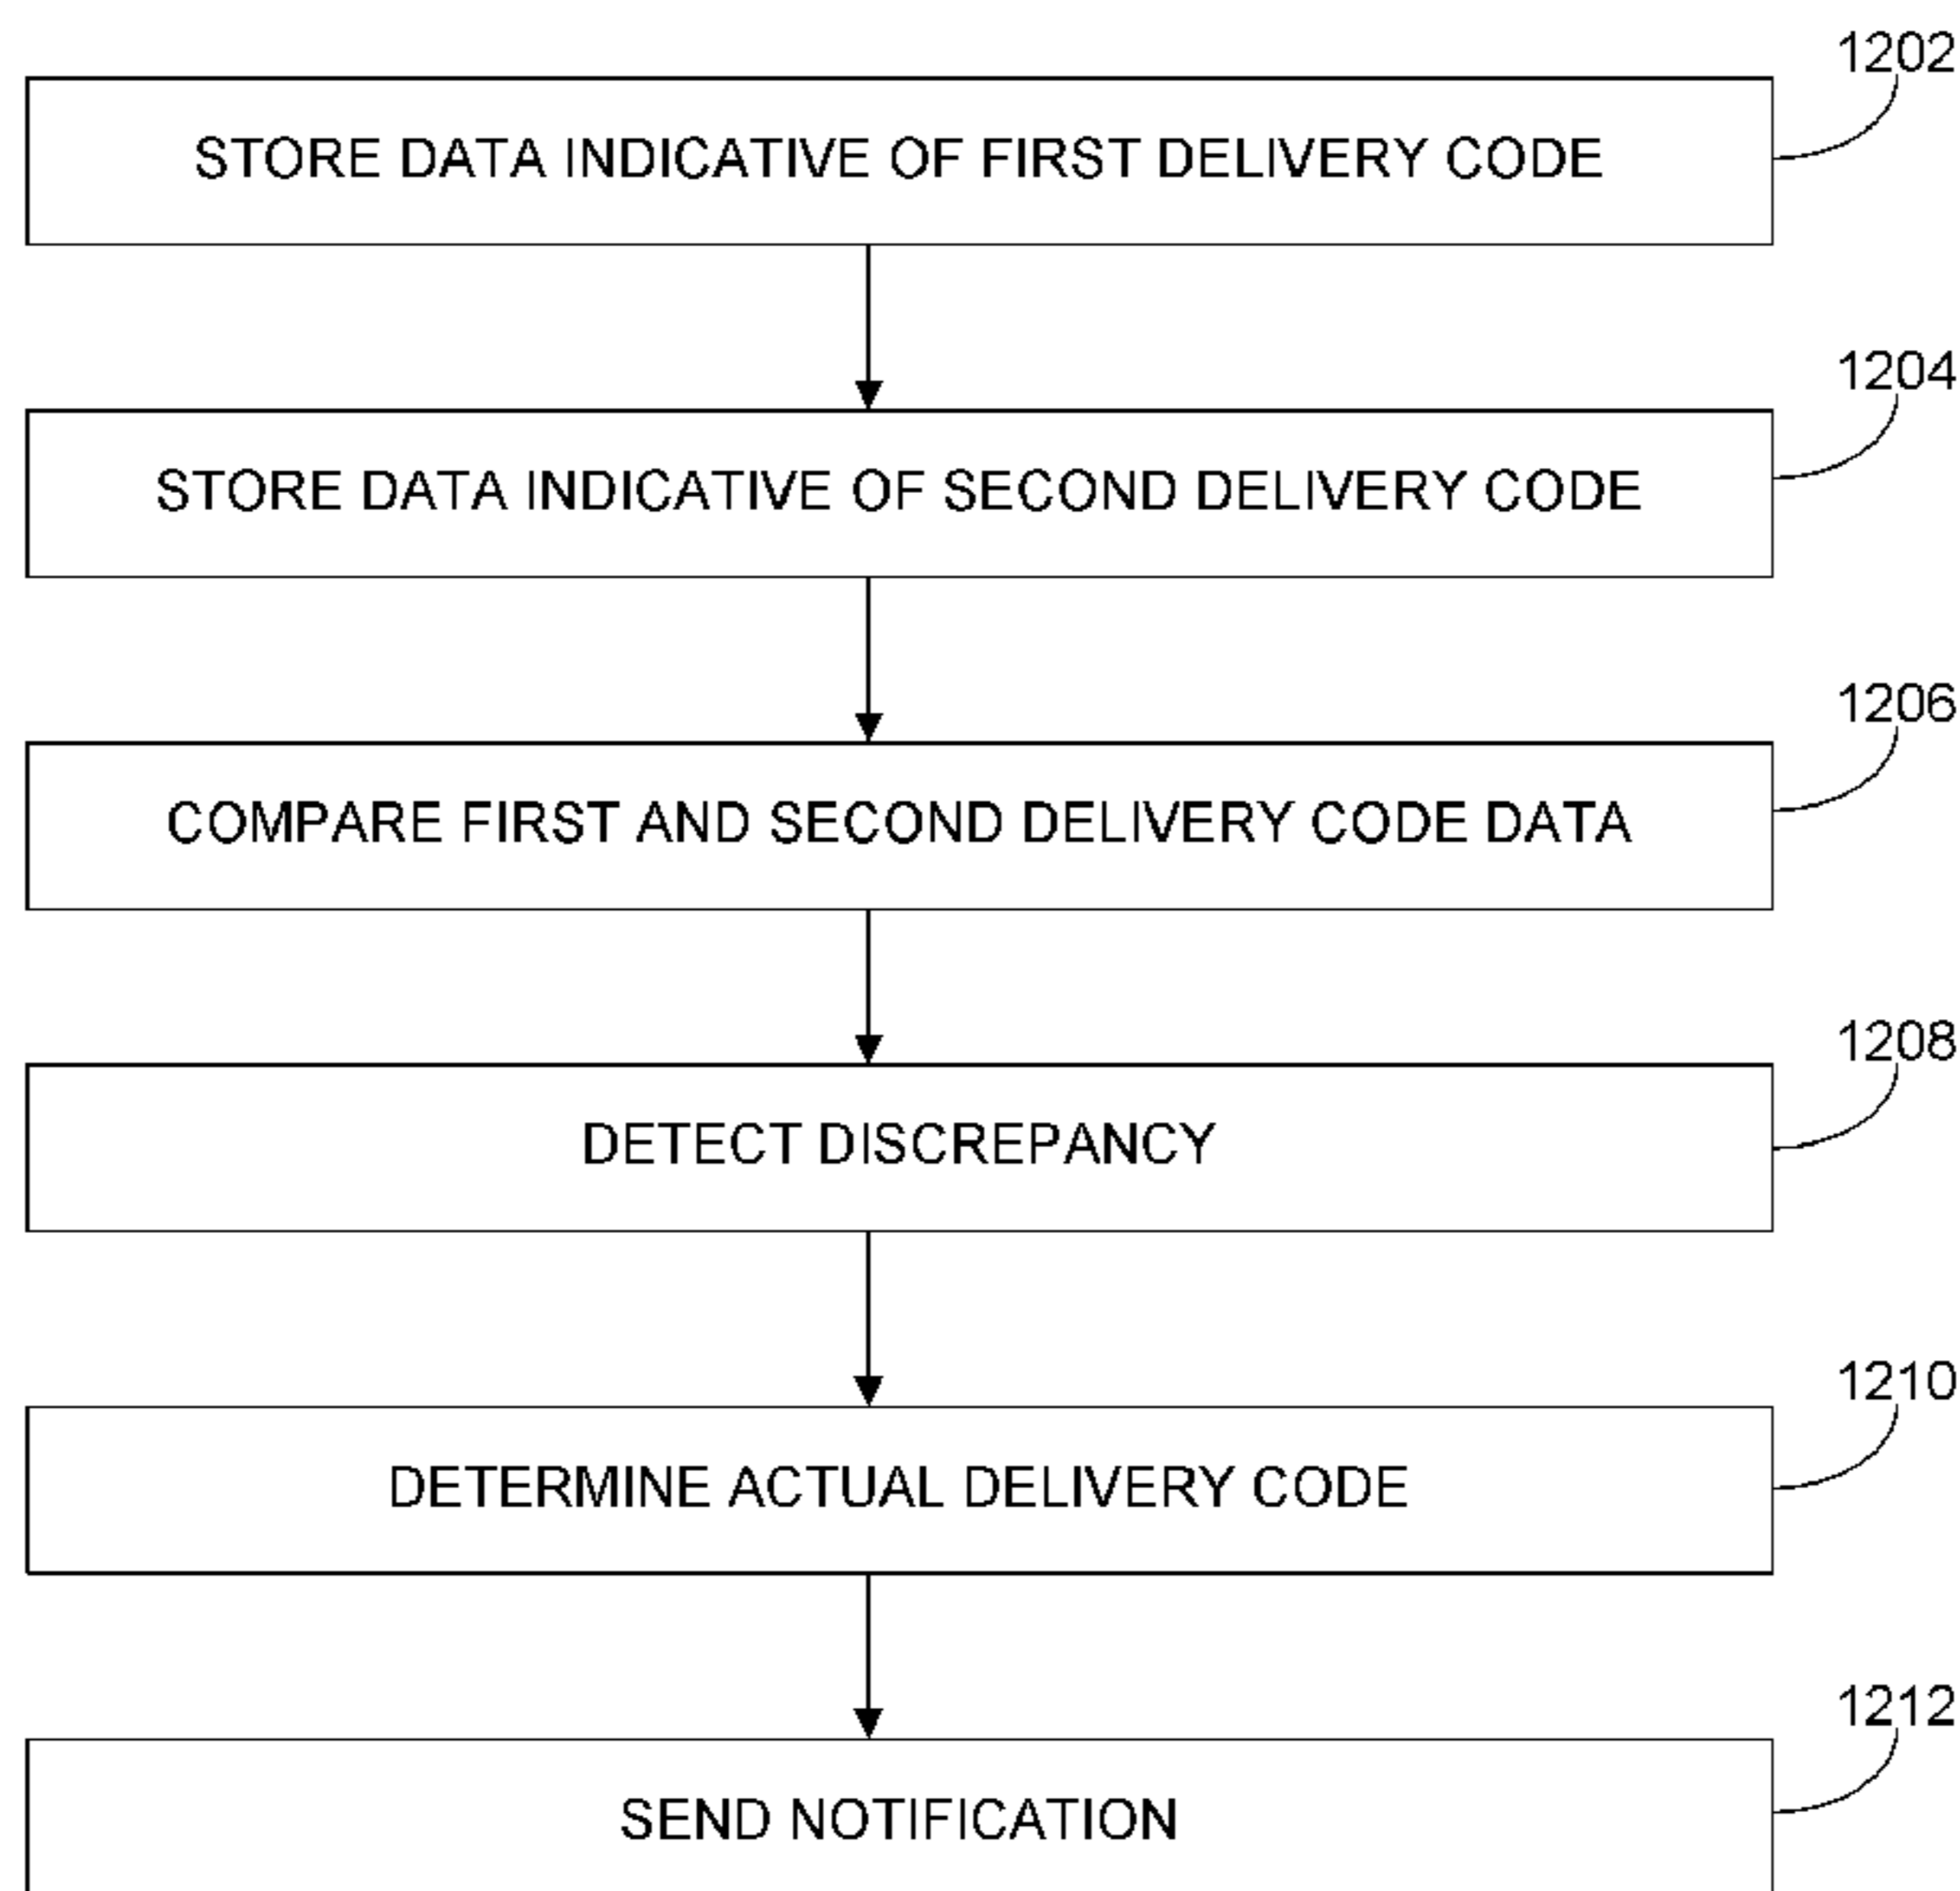 1202
STORE DATA INDICATIVE OF FIRST DELIVERY CODE
1204
STORE DATA INDICATIVE OF SECOND DELIVERY CODE
1206
COMPARE FIRST AND SECOND DELIVERY CODE DATA
1208
DETECT DISCREPANCY
1210
DETERMINE ACTUAL DELIVERY CODE
1212
SEND NOTIFICATION